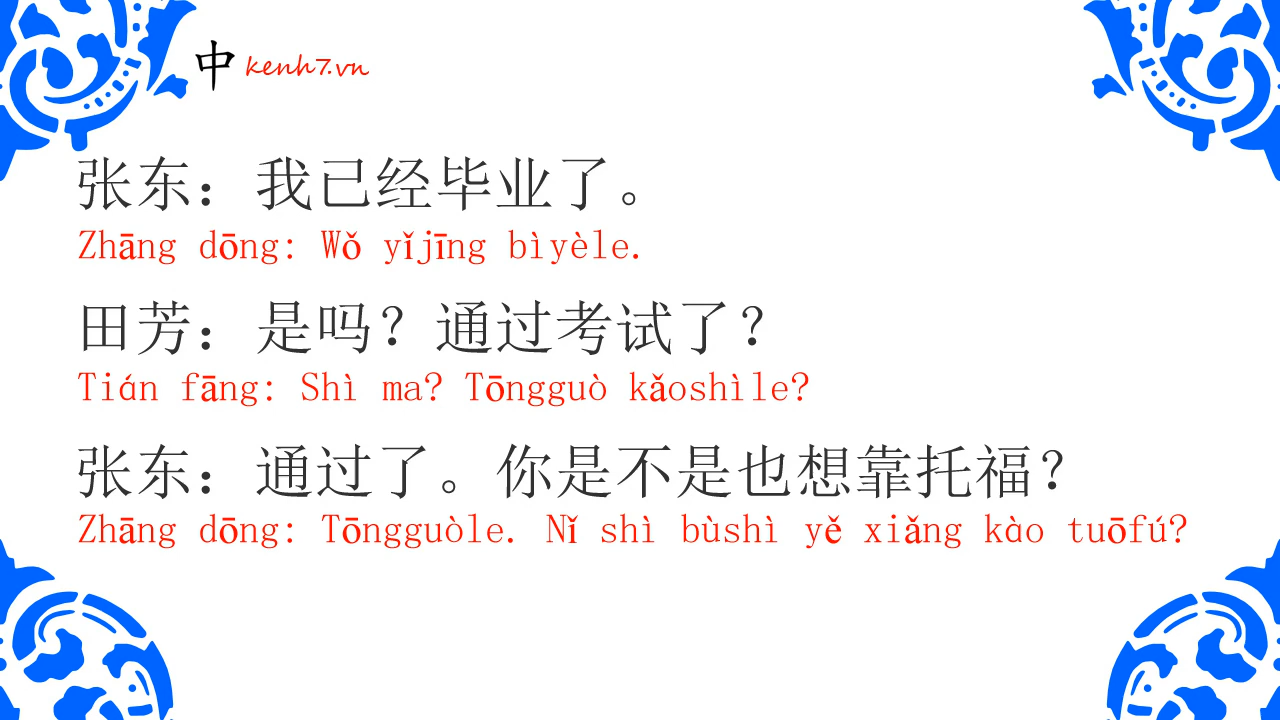 中 kenh7.vn
张东：我已经毕业了。
Zhāng dōng: Wǒ yǐjīng bìyèle.
田芳：是吗？通过考试了？
Tián fāng: Shì ma? Tōngguò kǎoshìle?
张东：通过了。你是不是也想靠托福？
Zhāng dōng: Tōngguòle. Nǐ shì bùshì yě xiǎng kào tuōfú?